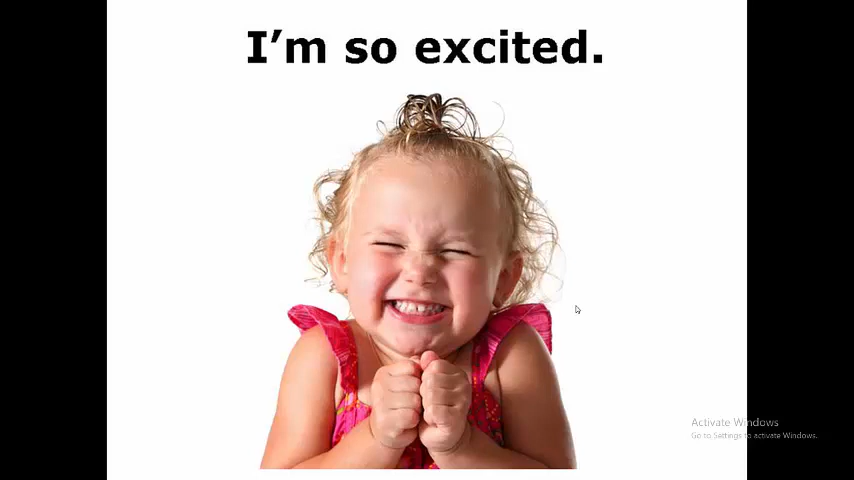 I’m so excited.
Activate Windows
Go to Settings to activate Windows.